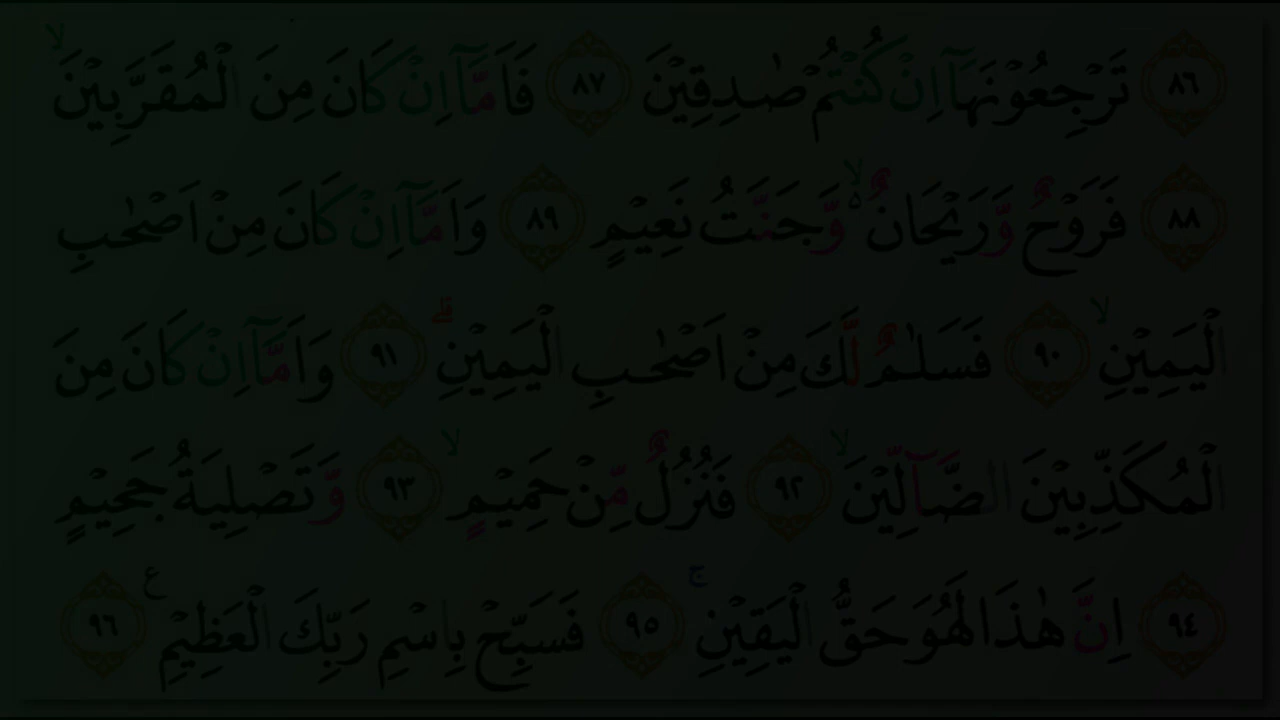 ٨٦ تَرْجِعُوْنَهَآ اِنْ كُنْتُمْ صٰدِقِيْنَ ٨٧ فَاَمَّآ اِنْ كَانَ مِنَ الْمُقَرَّبِيْنَ ۙ
٨٨ فَرَوْحٌ وَّرَيْحَانٌ ەۙ وَّجَنَّتُ نَعِيْمٍ ٨٩ وَاَمَّآ اِنْ كَانَ مِنْ اَصْحٰبِ
الْيَمِيْنِ ۙ ٩٠ فَسَلٰمٌ لَّكَ مِنْ اَصْحٰبِ الْيَمِيْنِ ۗ ٩١ وَاَمَّآ اِنْ كَانَ مِنَ
الْمُكَذِّبِيْنَ الضَّاۤلِّيْنَ ۙ ٩٢ فَنُزُلٌ مِّنْ حَمِيْمٍ ۙ ٩٣ وَّتَصْلِيَةُ جَحِيْمٍ
٩٤ اِنَّ هٰذَا لَهُوَ حَقُّ الْيَقِيْنِ ۚ ٩٥ فَسَبِّحْ بِاسْمِ رَبِّكَ الْعَظِيْمِ ࣖ ٩٦